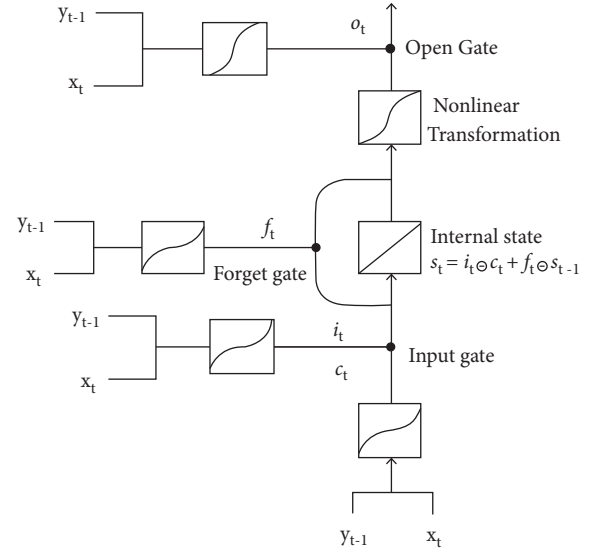 y_{t-1}
o_t
Open Gate
x_t
Nonlinear
Transformation
y_{t-1}
f_t
Internal state
s_t = i_t⊖c_t + f_t⊖s_{t-1}
x_t
Forget gate
y_{t-1}
i_t
Input gate
c_t
x_t
y_{t-1}
x_t